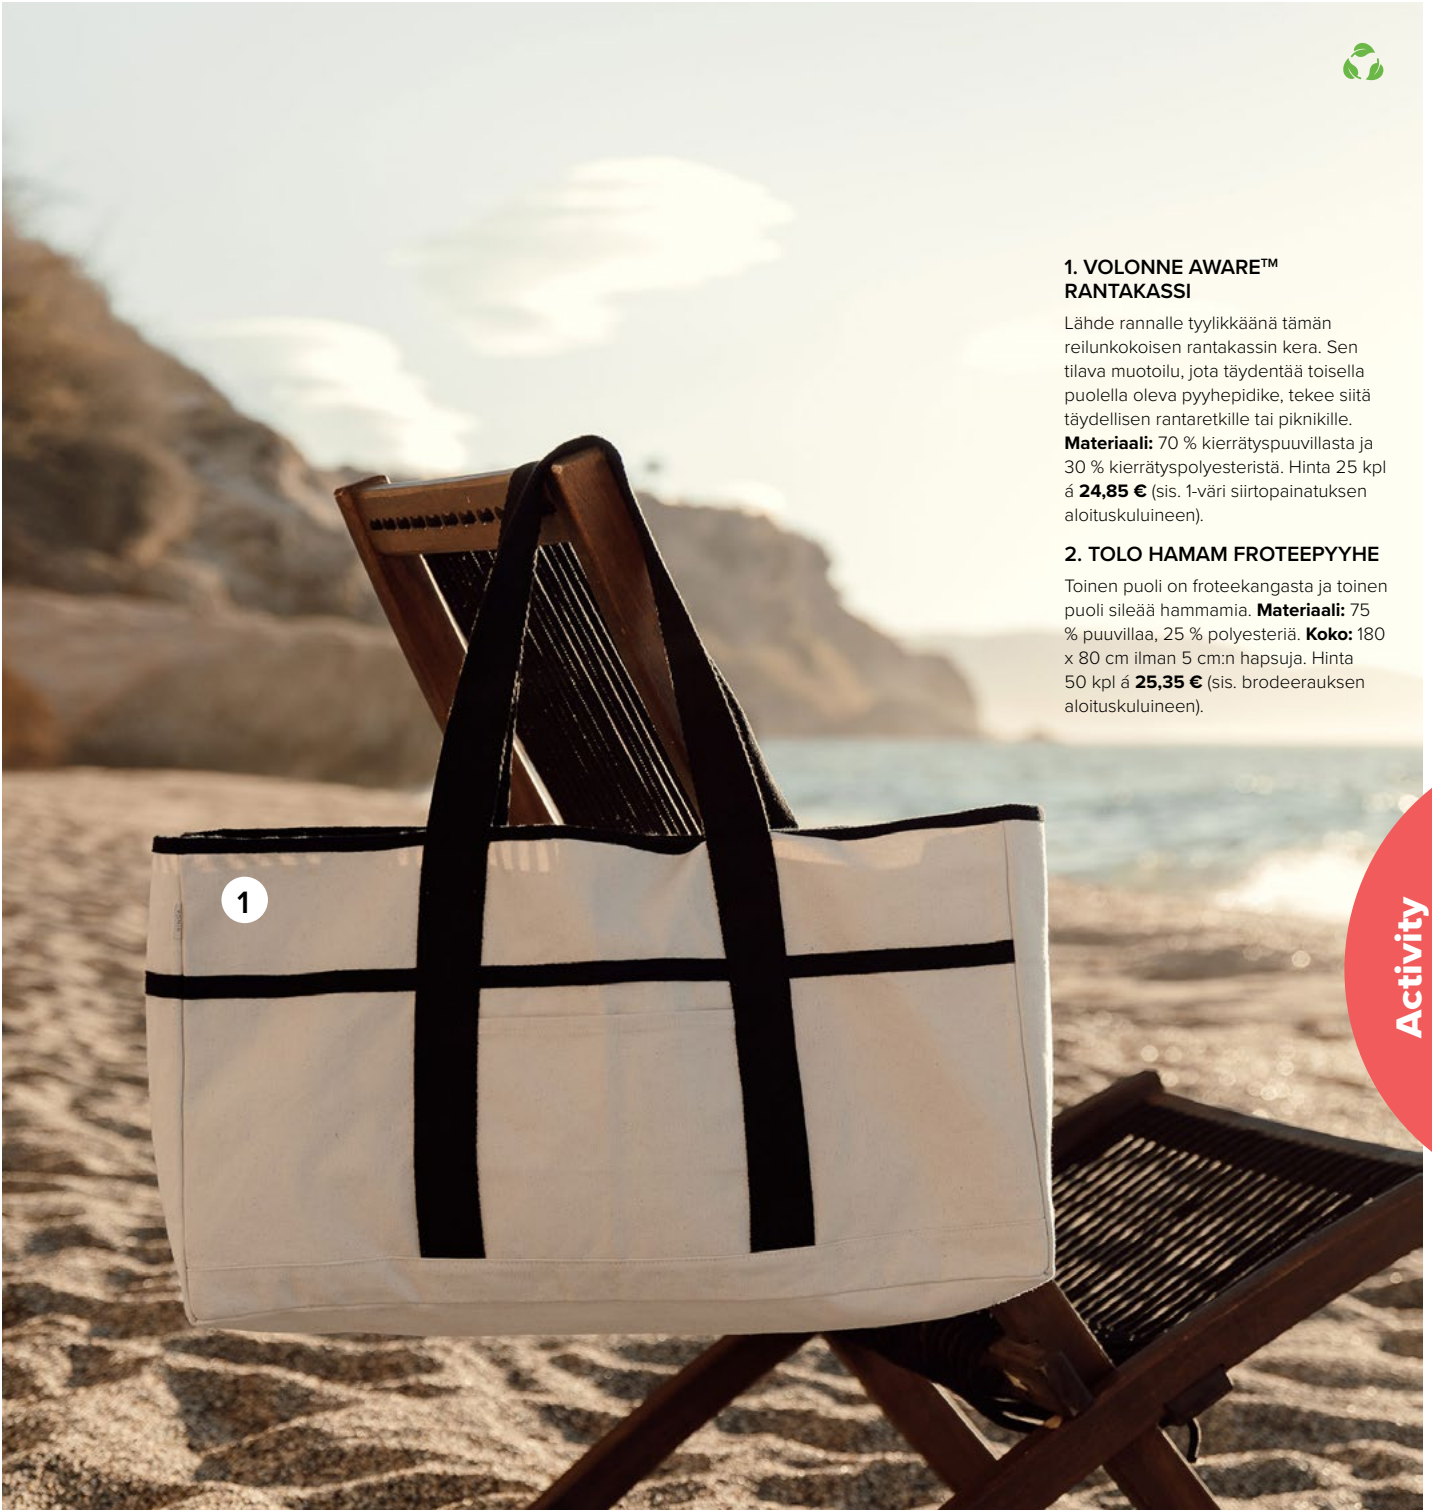 1. VOLONNE AWARE™
RANTAKASSI
Lähde rannalle tyylikkäänä tämän
reilunkokoisen rantakassin kera. Sen
tilava muotoilu, jota täydentää toisella
puolella oleva pyyhepidike, tekee siitä
täydellisen rantaretkille tai piknikille.
Materiaali: 70 % kierrätyspuuvillasta ja
30 % kierrätyspolyesteristä. Hinta 25 kpl
á 24,85 € (sis. 1-väri siirtopainatuksen
aloituskuluineen).
2. TOLO HAMAM FROTEEPYYHE
Toinen puoli on froteekangasta ja toinen
puoli sileää hammamia. Materiaali: 75
% puuvillaa, 25 % polyesteriä. Koko: 180
x 80 cm ilman 5 cm:n hapsuja. Hinta
50 kpl á 25,35 € (sis. brodeerauksen
aloituskuluineen).
1
Activity